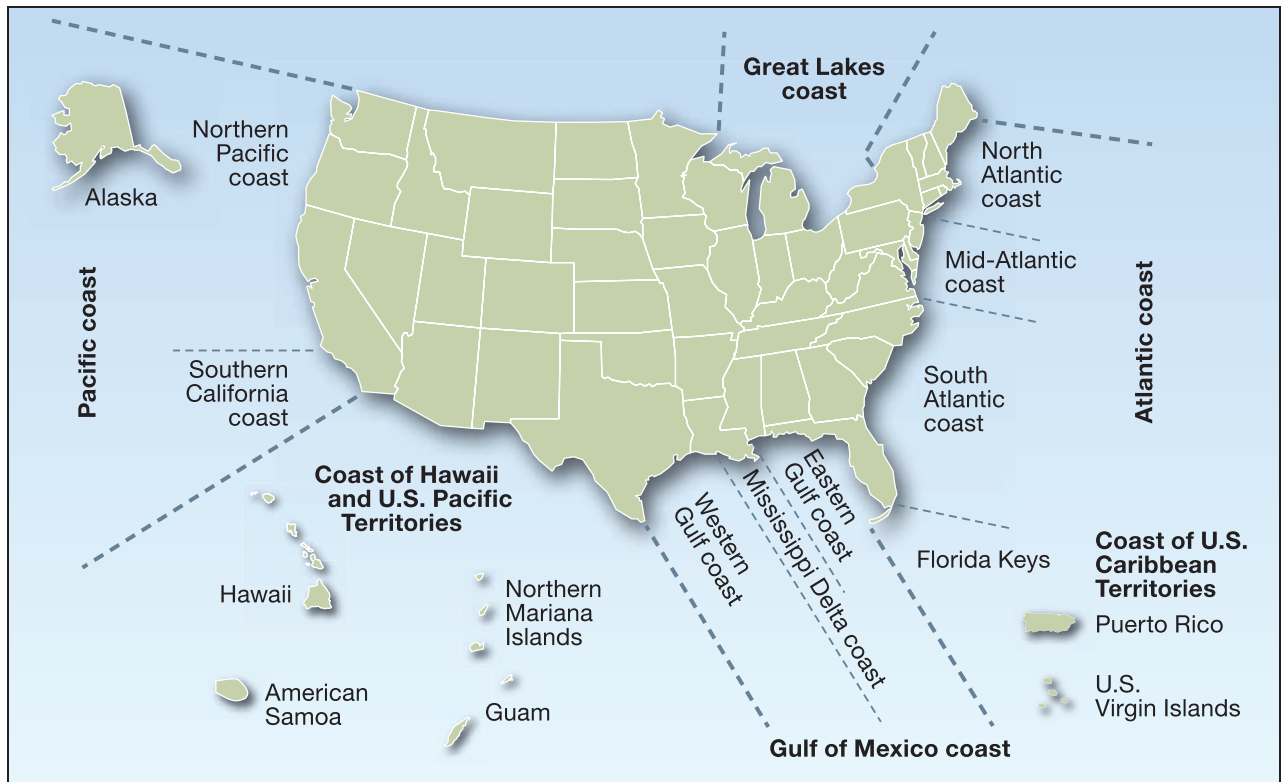 Great Lakes
coast
Northern
Pacific
coast
Alaska
North
Atlantic
coast
Mid-Atlantic
coast
Pacific coast
Atlantic coast
Southern
California
coast
South
Atlantic
coast
Coast of Hawaii
and U.S. Pacific
Territories
Western
Gulf coast
Mississippi Delta coast
Eastern
Gulf coast
Florida Keys
Coast of U.S.
Caribbean
Territories
Hawaii
Northern
Mariana
Islands
Puerto Rico
American
Samoa
Guam
U.S.
Virgin Islands
Gulf of Mexico coast